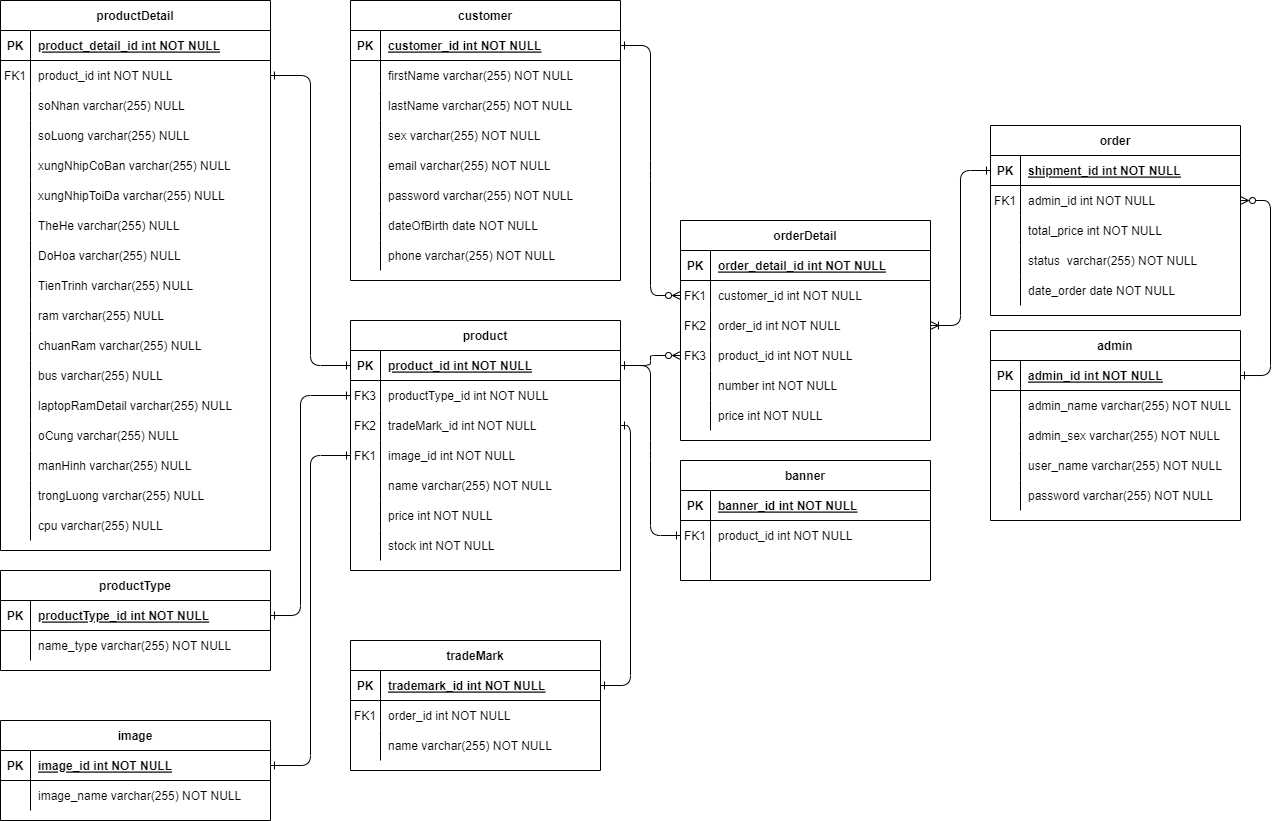 productDetail
PK product_detail_id int NOT NULL
FK1 product_id int NOT NULL
soNhan varchar(255) NULL
soLuong varchar(255) NULL
xungNhipCoBan varchar(255) NULL
xungNhipToiDa varchar(255) NULL
TheHe varchar(255) NULL
DoHoa varchar(255) NULL
TienTrinh varchar(255) NULL
ram varchar(255) NULL
chuanRam varchar(255) NULL
bus varchar(255) NULL
laptopRamDetail varchar(255) NULL
oCung varchar(255) NULL
manHinh varchar(255) NULL
trongLuong varchar(255) NULL
cpu varchar(255) NULL
productType
PK productType_id int NOT NULL
name_type varchar(255) NOT NULL
image
PK image_id int NOT NULL
image_name varchar(255) NOT NULL
customer
PK customer_id int NOT NULL
firstName varchar(255) NOT NULL
lastName varchar(255) NOT NULL
sex varchar(255) NOT NULL
email varchar(255) NOT NULL
password varchar(255) NOT NULL
dateOfBirth date NOT NULL
phone varchar(255) NOT NULL
product
PK product_id int NOT NULL
FK3 productType_id int NOT NULL
FK2 tradeMark_id int NOT NULL
FK1 image_id int NOT NULL
name varchar(255) NOT NULL
price int NOT NULL
stock int NOT NULL
tradeMark
PK trademark_id int NOT NULL
FK1 order_id int NOT NULL
name varchar(255) NOT NULL
orderDetail
PK order_detail_id int NOT NULL
FK1 customer_id int NOT NULL
FK2 order_id int NOT NULL
FK3 product_id int NOT NULL
number int NOT NULL
price int NOT NULL
banner
PK banner_id int NOT NULL
FK1 product_id int NOT NULL
order
PK shipment_id int NOT NULL
FK1 admin_id int NOT NULL
total_price int NOT NULL
status varchar(255) NOT NULL
date_order date NOT NULL
admin
PK admin_id int NOT NULL
admin_name varchar(255) NOT NULL
admin_sex varchar(255) NOT NULL
user_name varchar(255) NOT NULL
password varchar(255) NOT NULL